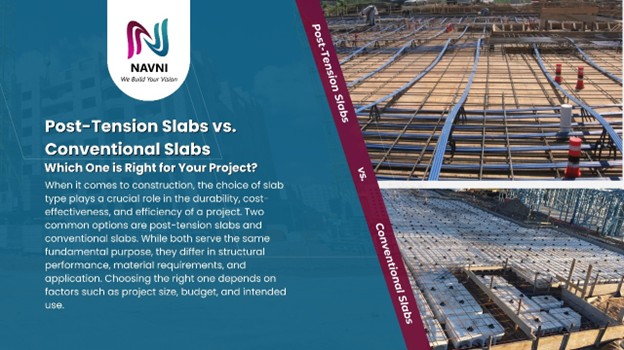 NAVNI
We Build Your Vision
Post-Tension Slabs vs.
Conventional Slabs
Which One is Right for Your Project?
When it comes to construction, the choice of slab
type plays a crucial role in the durability, cost-
effectiveness, and efficiency of a project. Two
common options are post-tension slabs and
conventional slabs. While both serve the same
fundamental purpose, they differ in structural
performance, material requirements, and
application. Choosing the right one depends on
factors such as project size, budget, and intended
use.
Post-Tension Slabs
vs.
Conventional Slabs